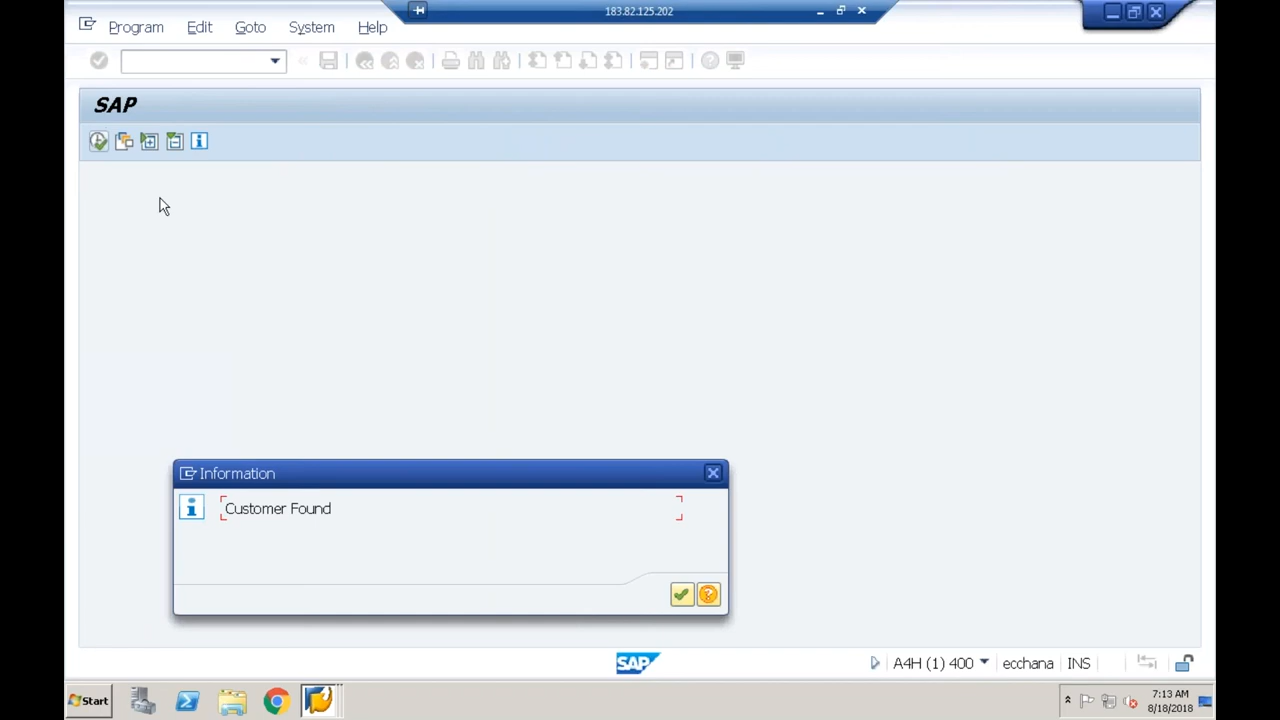 183.82.125.202
Program Edit Goto System Help
SAP
Information
Customer Found
SAP
A4H (1) 400 ecchana INS
Start
7:13 AM
8/18/2018